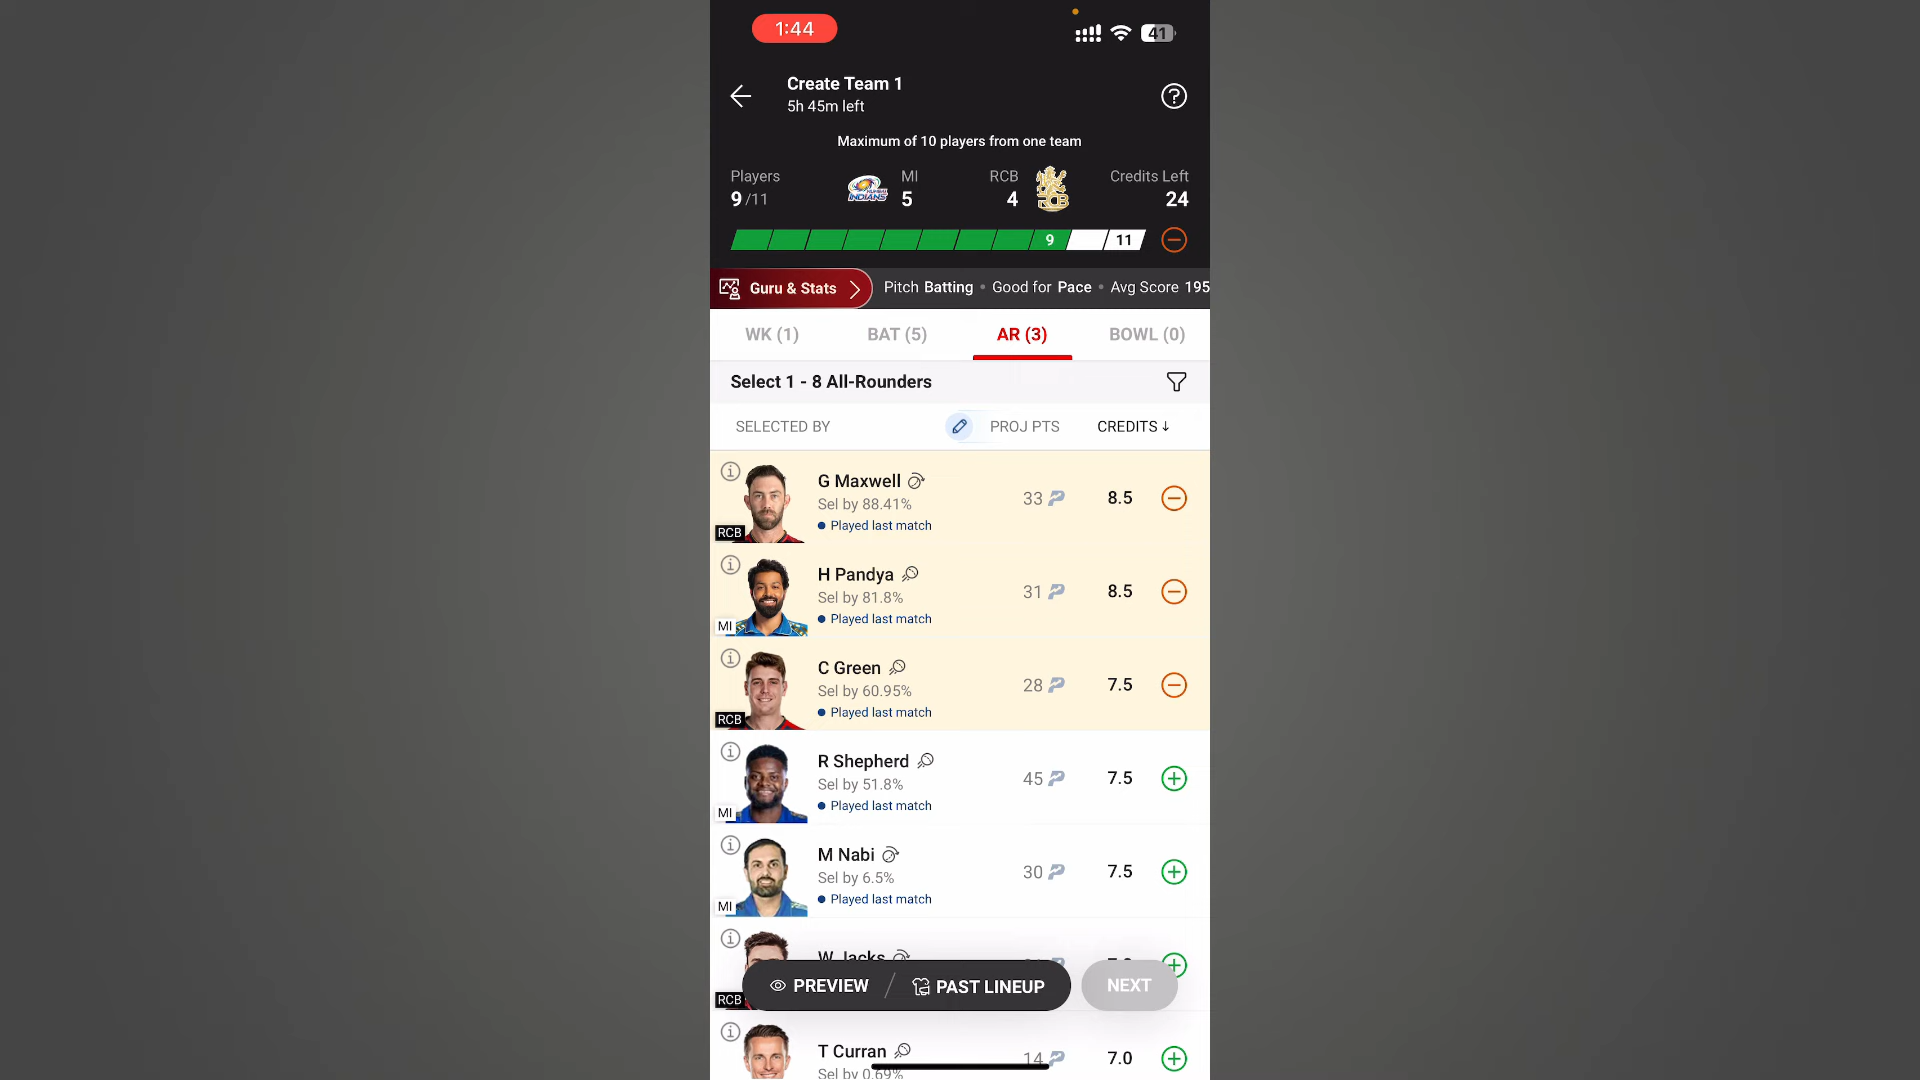 1:44
41
Create Team 1
5h 45m left
Maximum of 10 players from one team
Players
9/11
MI
5
RCB
4
Credits Left
24
9
11
Guru & Stats
Pitch Batting • Good for Pace • Avg Score 195
WK (1)
BAT (5)
AR (3)
BOWL (0)
Select 1 - 8 All-Rounders
SELECTED BY
PROJ PTS
CREDITS ↓
G Maxwell
Sel by 88.41%
Played last match
RCB
33
8.5
H Pandya
Sel by 81.8%
Played last match
MI
31
8.5
C Green
Sel by 60.95%
Played last match
RCB
28
7.5
R Shepherd
Sel by 51.8%
Played last match
MI
45
7.5
M Nabi
Sel by 6.5%
Played last match
MI
30
7.5
W Jacks
RCB
PREVIEW
PAST LINEUP
NEXT
T Curran
Sel by 0.69%
14
7.0